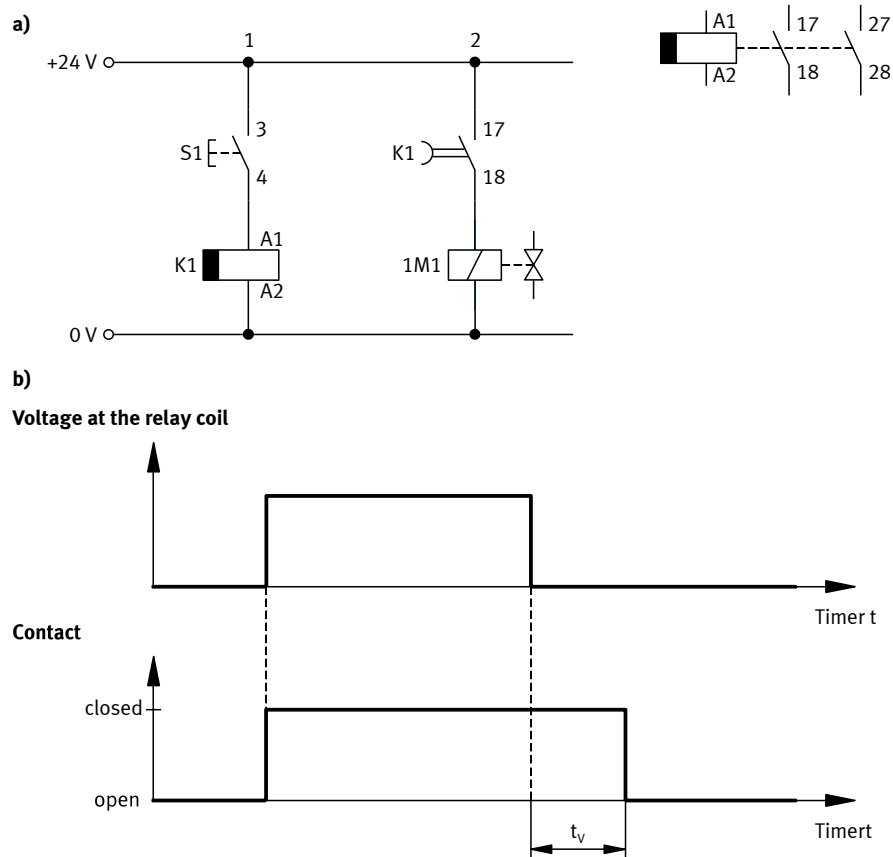 a)
1
2
+24 V
3
S1
4
17
K1
18
A1
K1
A2
1M1
0 V
A1
A2
17
18
27
28
b)
Voltage at the relay coil
Timer t
Contact
closed
open
Timert
tv